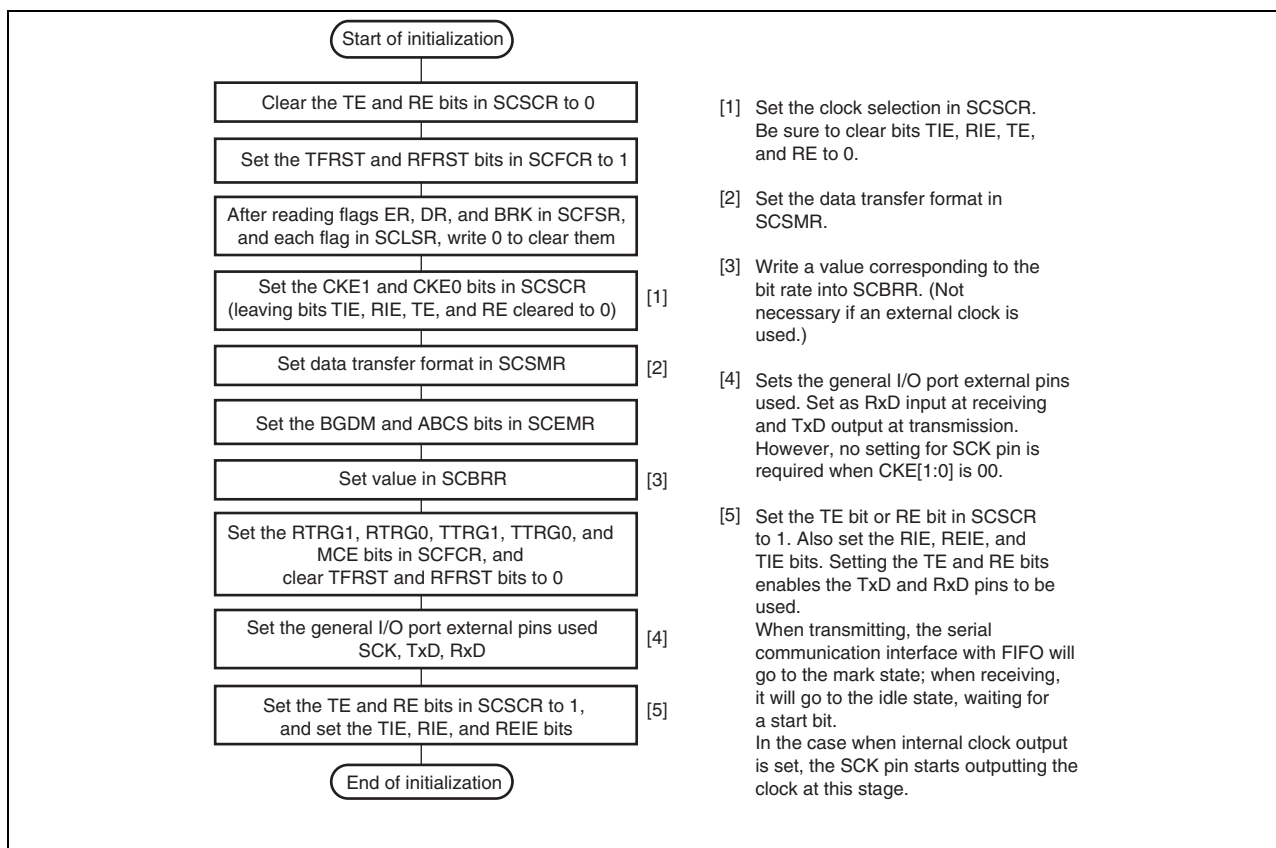 Start of initialization
Clear the TE and RE bits in SCSCR to 0
Set the TFRST and RFRST bits in SCFCR to 1
After reading flags ER, DR, and BRK in SCFSR,
and each flag in SCLSR, write 0 to clear them
Set the CKE1 and CKE0 bits in SCSCR
(leaving bits TIE, RIE, TE, and RE cleared to 0)
[1]
Set data transfer format in SCSMR
[2]
Set the BGDM and ABCS bits in SCEMR
Set value in SCBRR
[3]
Set the RTRG1, RTRG0, TTRG1, TTRG0, and
MCE bits in SCFCR, and
clear TFRST and RFRST bits to 0
Set the general I/O port external pins used
SCK, TxD, RxD
[4]
Set the TE and RE bits in SCSCR to 1,
and set the TIE, RIE, and REIE bits
[5]
End of initialization
[1] Set the clock selection in SCSCR.
Be sure to clear bits TIE, RIE, TE,
and RE to 0.
[2] Set the data transfer format in
SCSMR.
[3] Write a value corresponding to the
bit rate into SCBRR. (Not
necessary if an external clock is
used.)
[4] Sets the general I/O port external pins
used. Set as RxD input at receiving
and TxD output at transmission.
However, no setting for SCK pin is
required when CKE[1:0] is 00.
[5] Set the TE bit or RE bit in SCSCR
to 1. Also set the RIE, REIE, and
TIE bits. Setting the TE and RE bits
enables the TxD and RxD pins to be
used.
When transmitting, the serial
communication interface with FIFO will
go to the mark state; when receiving,
it will go to the idle state, waiting for
a start bit.
In the case when internal clock output
is set, the SCK pin starts outputting the
clock at this stage.